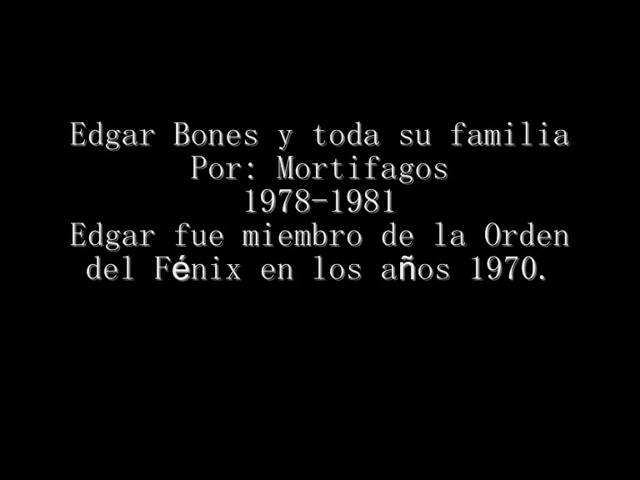 Edgar Bones y toda su familia
Por: Mortifagos
1978-1981
Edgar fue miembro de la Orden
del Fénix en los años 1970.